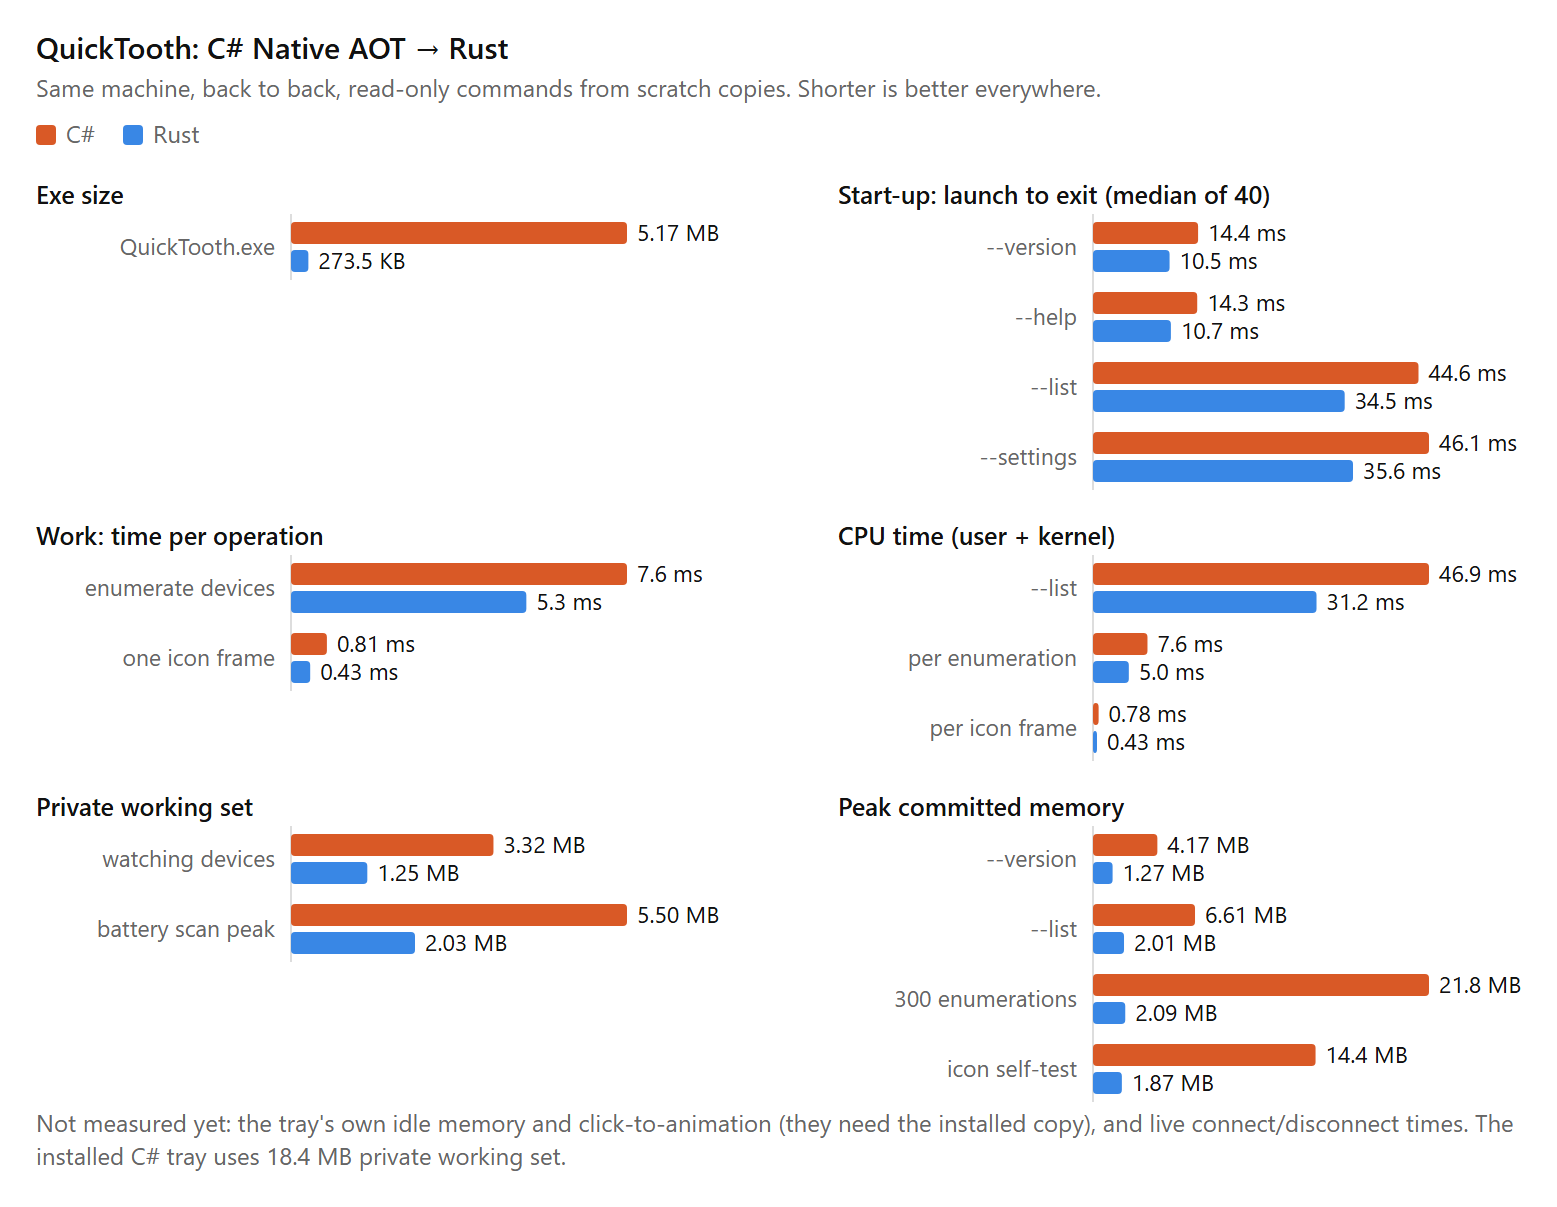 QuickTooth: C# Native AOT → Rust
Same machine, back to back, read-only commands from scratch copies. Shorter is better everywhere.
C# Rust
Exe size
QuickTooth.exe
5.17 MB
273.5 KB
Start-up: launch to exit (median of 40)
--version
14.4 ms
10.5 ms
--help
14.3 ms
10.7 ms
--list
44.6 ms
34.5 ms
--settings
46.1 ms
35.6 ms
Work: time per operation
enumerate devices
7.6 ms
5.3 ms
one icon frame
0.81 ms
0.43 ms
CPU time (user + kernel)
--list
46.9 ms
31.2 ms
per enumeration
7.6 ms
5.0 ms
per icon frame
0.78 ms
0.43 ms
Private working set
watching devices
3.32 MB
1.25 MB
battery scan peak
5.50 MB
2.03 MB
Peak committed memory
--version
4.17 MB
1.27 MB
--list
6.61 MB
2.01 MB
300 enumerations
21.8 MB
2.09 MB
icon self-test
14.4 MB
1.87 MB
Not measured yet: the tray's own idle memory and click-to-animation (they need the installed copy), and live connect/disconnect times. The
installed C# tray uses 18.4 MB private working set.